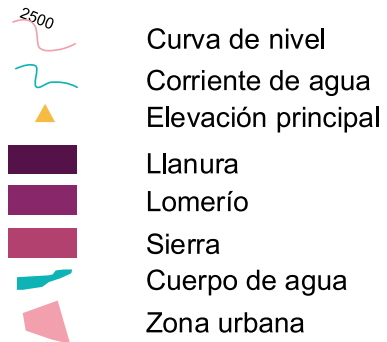 2500
Curva de nivel
Corriente de agua
Elevación principal
Llanura
Lomerío
Sierra
Cuerpo de agua
Zona urbana